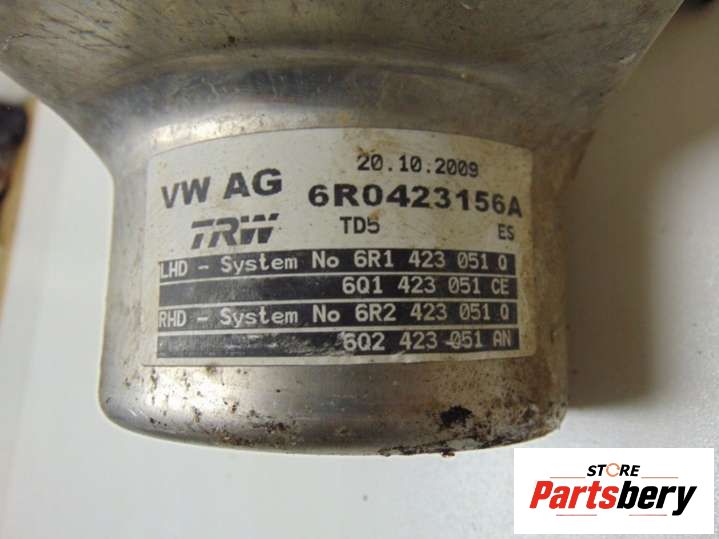 20.10.2009
VW AG 6R0423156A
TRW TD5 ES
LHD - System No 6R1 423 051 Q
6Q1 423 051 CE
RHD - System No 6R2 423 051 Q
6Q2 423 051 AN
STORE
Partsbery